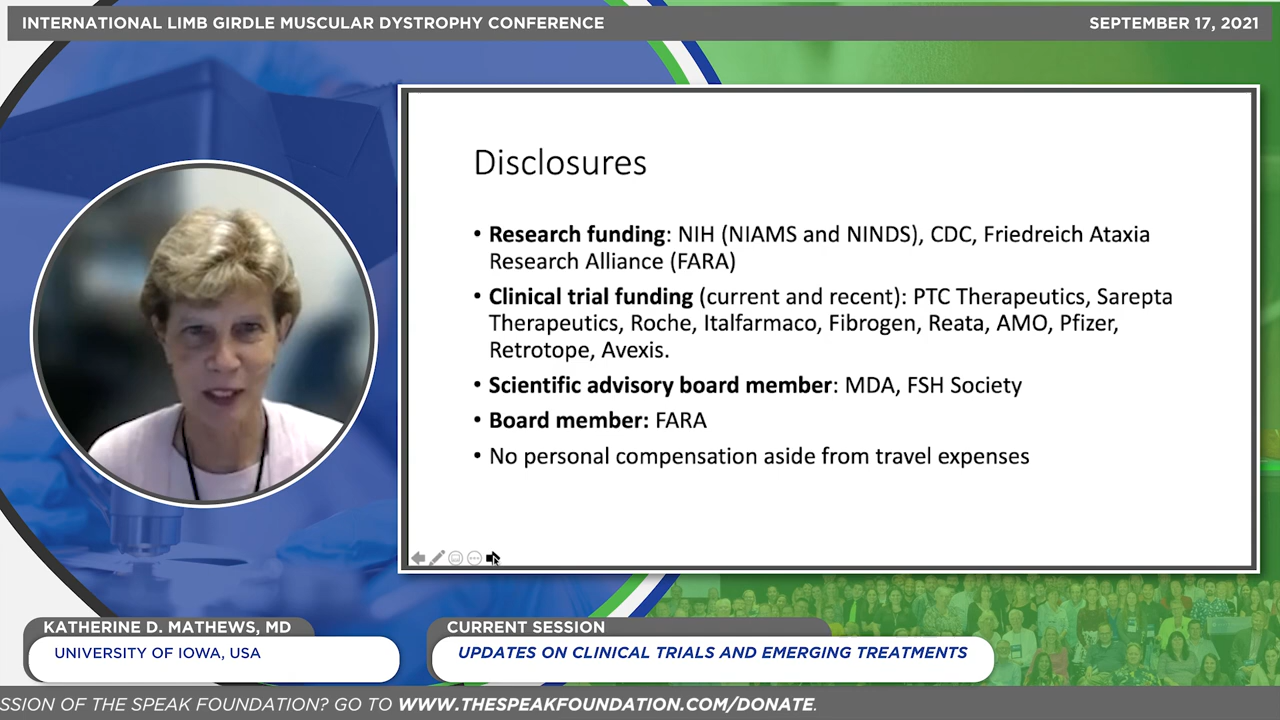 INTERNATIONAL LIMB GIRDLE MUSCULAR DYSTROPHY CONFERENCE
SEPTEMBER 17, 2021
Disclosures
• Research funding: NIH (NIAMS and NINDS), CDC, Friedreich Ataxia
Research Alliance (FARA)
• Clinical trial funding (current and recent): PTC Therapeutics, Sarepta
Therapeutics, Roche, Italfarmaco, Fibrogen, Reata, AMO, Pfizer,
Retrotope, Avexis.
• Scientific advisory board member: MDA, FSH Society
• Board member: FARA
• No personal compensation aside from travel expenses
KATHERINE D. MATHEWS, MD
UNIVERSITY OF IOWA, USA
CURRENT SESSION
UPDATES ON CLINICAL TRIALS AND EMERGING TREATMENTS
SSION OF THE SPEAK FOUNDATION? GO TO WWW.THESPEAKFOUNDATION.COM/DONATE.